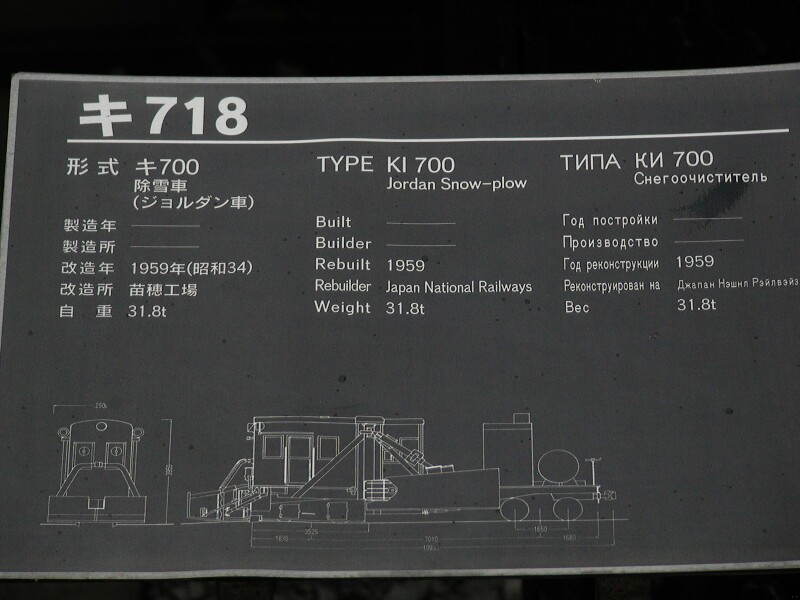 キ718
形式 キ700
除雪車
(ジョルダン車)
製造年
製造所
改造年 1959年(昭和34)
改造所 苗穂工場
自重 31.8t
TYPE KI 700
Jordan Snow-plow
Built
Builder
Rebuilt 1959
Rebuilder Japan National Railways
Weight 31.8t
ТИПА КИ 700
Снегоочиститель
Год постройки
Производство
Год реконструкции 1959
Реконструирован на Джапан Нэшнл Рэйлвэйз
Вес 31.8t